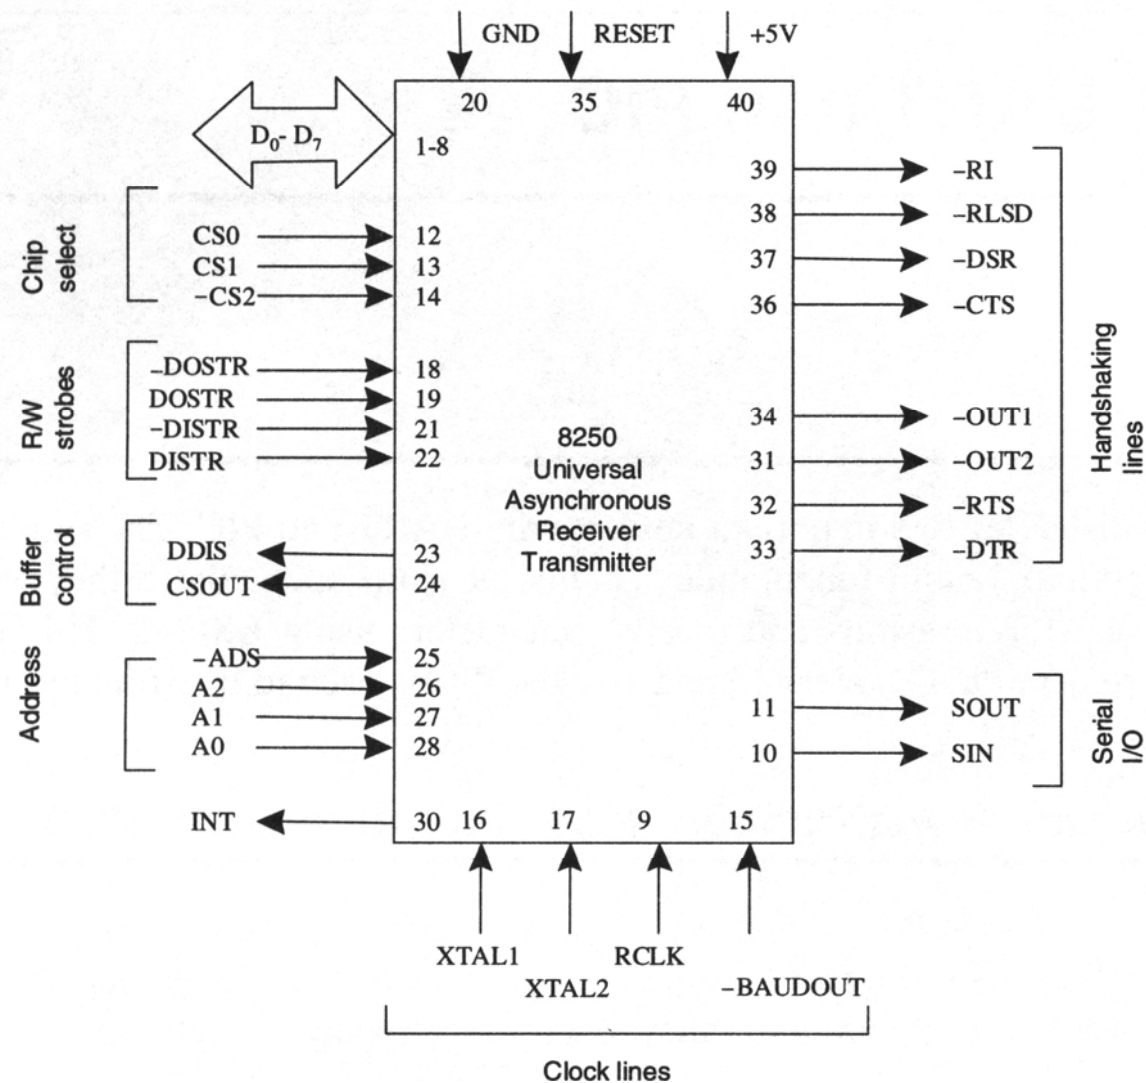 GND
RESET
+5V
20
35
40
D0- D7
1-8
39
–RI
38
–RLSD
37
–DSR
36
–CTS
Chip
select
CS0
12
CS1
13
–CS2
14
R/W
strobes
–DOSTR
18
DOSTR
19
–DISTR
21
DISTR
22
8250
Universal
Asynchronous
Receiver
Transmitter
34
–OUT1
31
–OUT2
32
–RTS
33
–DTR
Handshaking
lines
Buffer
control
DDIS
23
CSOUT
24
Address
–ADS
25
A2
26
A1
27
A0
28
11
SOUT
10
SIN
Serial
I/O
INT
30
16
17
9
15
XTAL1
RCLK
XTAL2
–BAUDOUT
Clock lines